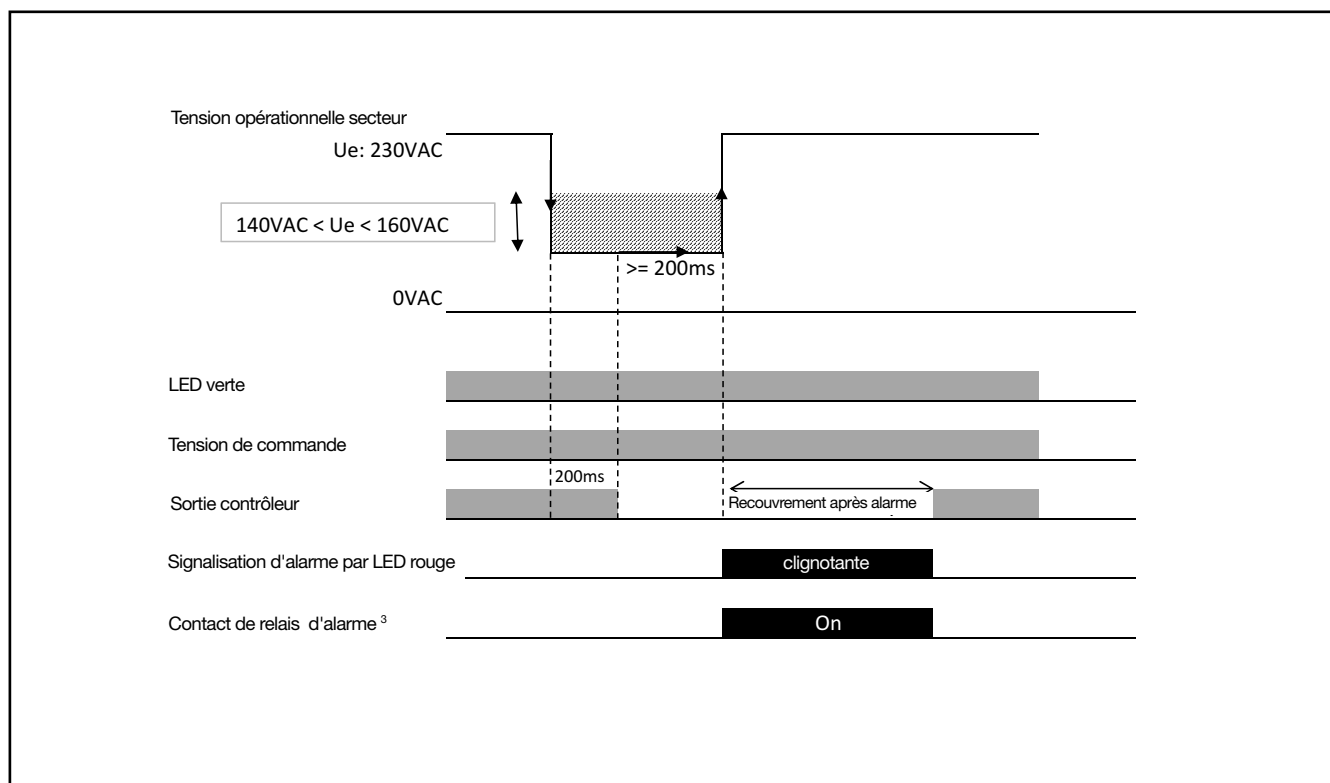 Tension opérationnelle secteur
Ue: 230VAC
140VAC < Ue < 160VAC
>= 200ms
0VAC
LED verte
Tension de commande
200ms
Sortie contrôleur
Recouvrement après alarme
Signalisation d'alarme par LED rouge
clignotante
Contact de relais d'alarme ³
On